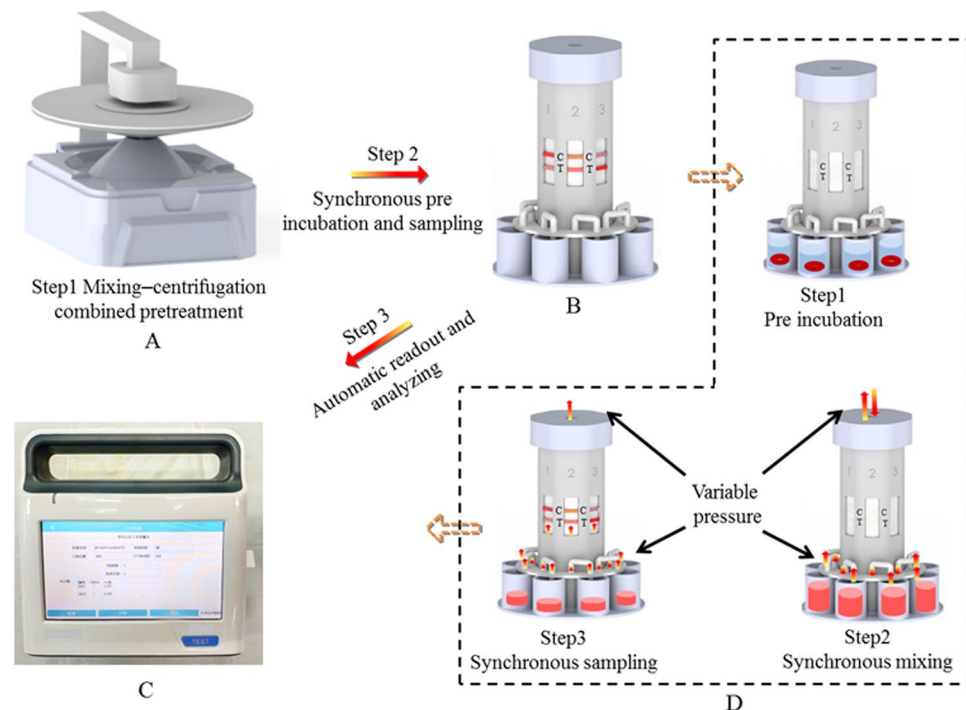 Step1 Mixing–centrifugation
combined pretreatment
A
Step 2
Synchronous pre
incubation and sampling
1 2 3
C C
T T
B
1 2 3
C C
T T
Step1
Pre incubation
Step 3
Automatic readout and
analyzing
TEST
C
1 2 3
C C
T T
Step3
Synchronous sampling
Variable
pressure
1 2 3
C C
T T
Step2
Synchronous mixing
D